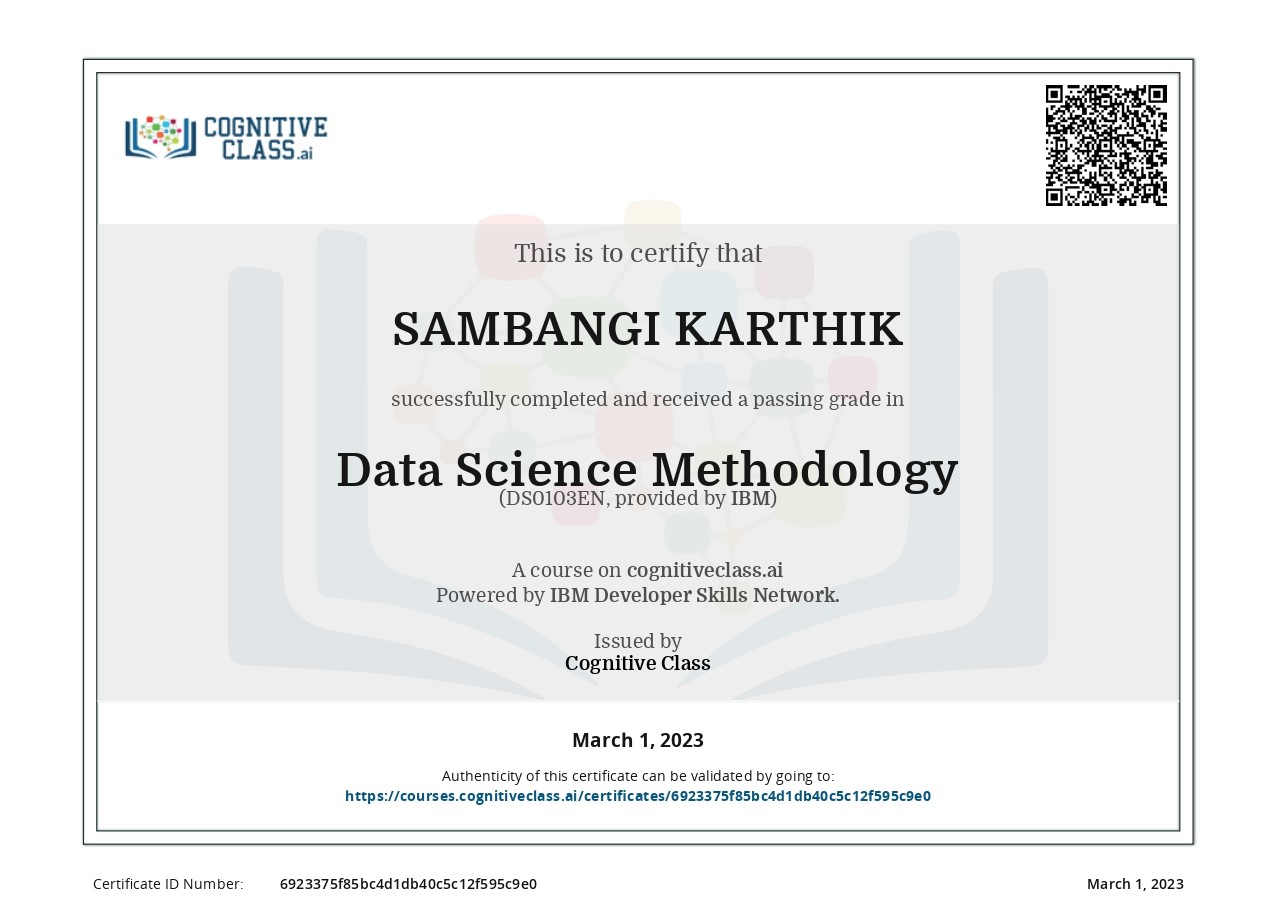 COGNITIVE
CLASS.ai
This is to certify that
SAMBANGI KARTHIK
successfully completed and received a passing grade in
Data Science Methodology
(DS0103EN, provided by IBM)
A course on cognitiveclass.ai
Powered by IBM Developer Skills Network.
Issued by
Cognitive Class
March 1, 2023
Authenticity of this certificate can be validated by going to:
https://courses.cognitiveclass.ai/certificates/6923375f85bc4d1db40c5c12f595c9e0
Certificate ID Number: 6923375f85bc4d1db40c5c12f595c9e0 March 1, 2023